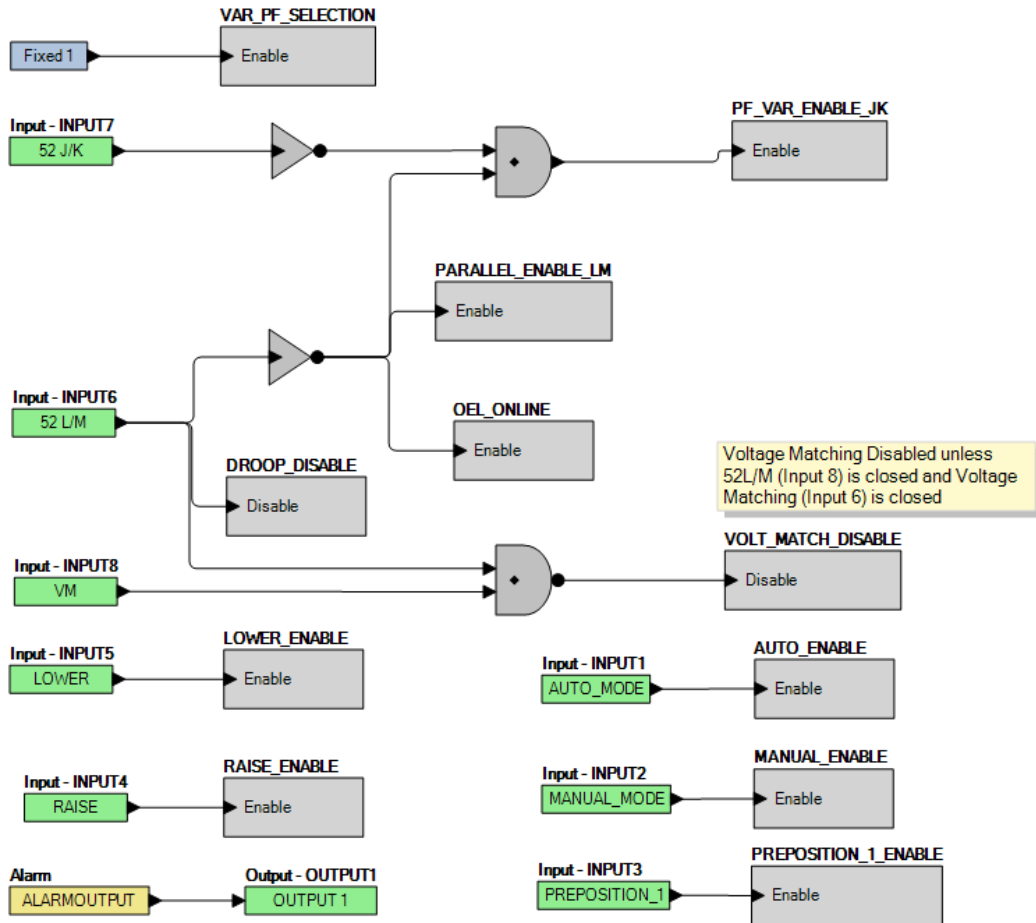 VAR_PF_SELECTION
Fixed 1
Enable
Input - INPUT7
52 J/K
PF_VAR_ENABLE_JK
Enable
PARALLEL_ENABLE_LM
Enable
Input - INPUT6
52 L/M
OEL_ONLINE
Enable
DROOP_DISABLE
Disable
Voltage Matching Disabled unless
52L/M (Input 8) is closed and Voltage
Matching (Input 6) is closed
Input - INPUT8
VM
VOLT_MATCH_DISABLE
Disable
Input - INPUT5
LOWER
LOWER_ENABLE
Enable
Input - INPUT1
AUTO_MODE
AUTO_ENABLE
Enable
Input - INPUT4
RAISE
RAISE_ENABLE
Enable
Input - INPUT2
MANUAL_MODE
MANUAL_ENABLE
Enable
Alarm
ALARMOUTPUT
Output - OUTPUT1
OUTPUT 1
Input - INPUT3
PREPOSITION_1
PREPOSITION_1_ENABLE
Enable